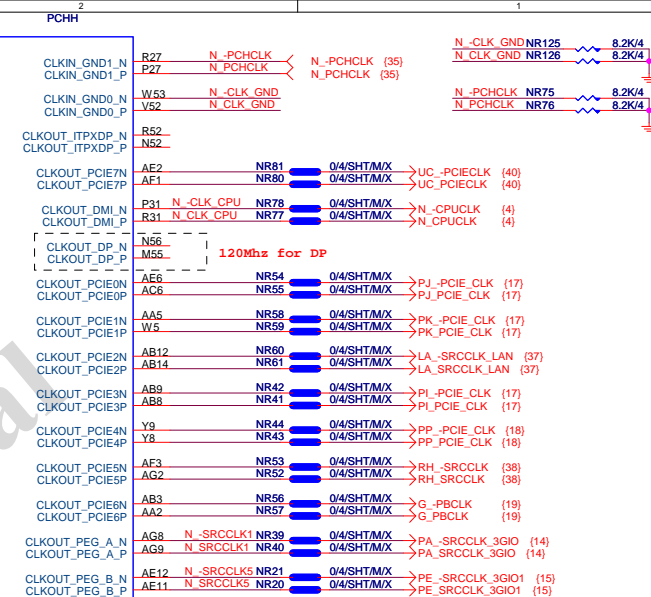 2 1
PCHH
CLKIN_GND1_N R27 N_-PCHCLK N_-PCHCLK {35}
CLKIN_GND1_P P27 N_PCHCLK N_PCHCLK {35}
N_-CLK_GND NR125 8.2K/4
N_CLK_GND NR126 8.2K/4
CLKIN_GND0_N W53 N_-CLK_GND
CLKIN_GND0_P V52 N_CLK_GND
N_-PCHCLK NR75 8.2K/4
N_PCHCLK NR76 8.2K/4
CLKOUT_ITPXDP_N R52
CLKOUT_ITPXDP_P N52
CLKOUT_PCIE7N AE2 NR81 0/4/SHT/M/X UC_-PCIECLK {40}
CLKOUT_PCIE7P AF1 NR80 0/4/SHT/M/X UC_PCIECLK {40}
CLKOUT_DMI_N P31 N_-CLK_CPU NR78 0/4/SHT/M/X N_-CPUCLK {4}
CLKOUT_DMI_P R31 N_CLK_CPU NR77 0/4/SHT/M/X N_CPUCLK {4}
CLKOUT_DP_N N56
CLKOUT_DP_P M55
120Mhz for DP
CLKOUT_PCIE0N AE6 NR54 0/4/SHT/M/X PJ_-PCIE_CLK {17}
CLKOUT_PCIE0P AC6 NR55 0/4/SHT/M/X PJ_PCIE_CLK {17}
CLKOUT_PCIE1N AA5 NR58 0/4/SHT/M/X PK_-PCIE_CLK {17}
CLKOUT_PCIE1P W5 NR59 0/4/SHT/M/X PK_PCIE_CLK {17}
CLKOUT_PCIE2N AB12 NR60 0/4/SHT/M/X LA_-SRCCLK_LAN {37}
CLKOUT_PCIE2P AB14 NR61 0/4/SHT/M/X LA_SRCCLK_LAN {37}
CLKOUT_PCIE3N AB9 NR42 0/4/SHT/M/X PI_-PCIE_CLK {17}
CLKOUT_PCIE3P AB8 NR41 0/4/SHT/M/X PI_PCIE_CLK {17}
CLKOUT_PCIE4N Y9 NR44 0/4/SHT/M/X PP_-PCIE_CLK {18}
CLKOUT_PCIE4P Y8 NR43 0/4/SHT/M/X PP_PCIE_CLK {18}
CLKOUT_PCIE5N AF3 NR53 0/4/SHT/M/X RH_-SRCCLK {38}
CLKOUT_PCIE5P AG2 NR52 0/4/SHT/M/X RH_SRCCLK {38}
CLKOUT_PCIE6N AB3 NR56 0/4/SHT/M/X G_-PBCLK {19}
CLKOUT_PCIE6P AA2 NR57 0/4/SHT/M/X G_PBCLK {19}
CLKOUT_PEG_A_N AG8 N_-SRCCLK1 NR39 0/4/SHT/M/X PA_-SRCCLK_3GIO {14}
CLKOUT_PEG_A_P AG9 N_SRCCLK1 NR40 0/4/SHT/M/X PA_SRCCLK_3GIO {14}
CLKOUT_PEG_B_N AE12 N_-SRCCLK5 NR21 0/4/SHT/M/X PE_-SRCCLK_3GIO1 {15}
CLKOUT_PEG_B_P AE11 N_SRCCLK5 NR20 0/4/SHT/M/X PE_SRCCLK_3GIO1 {15}
al